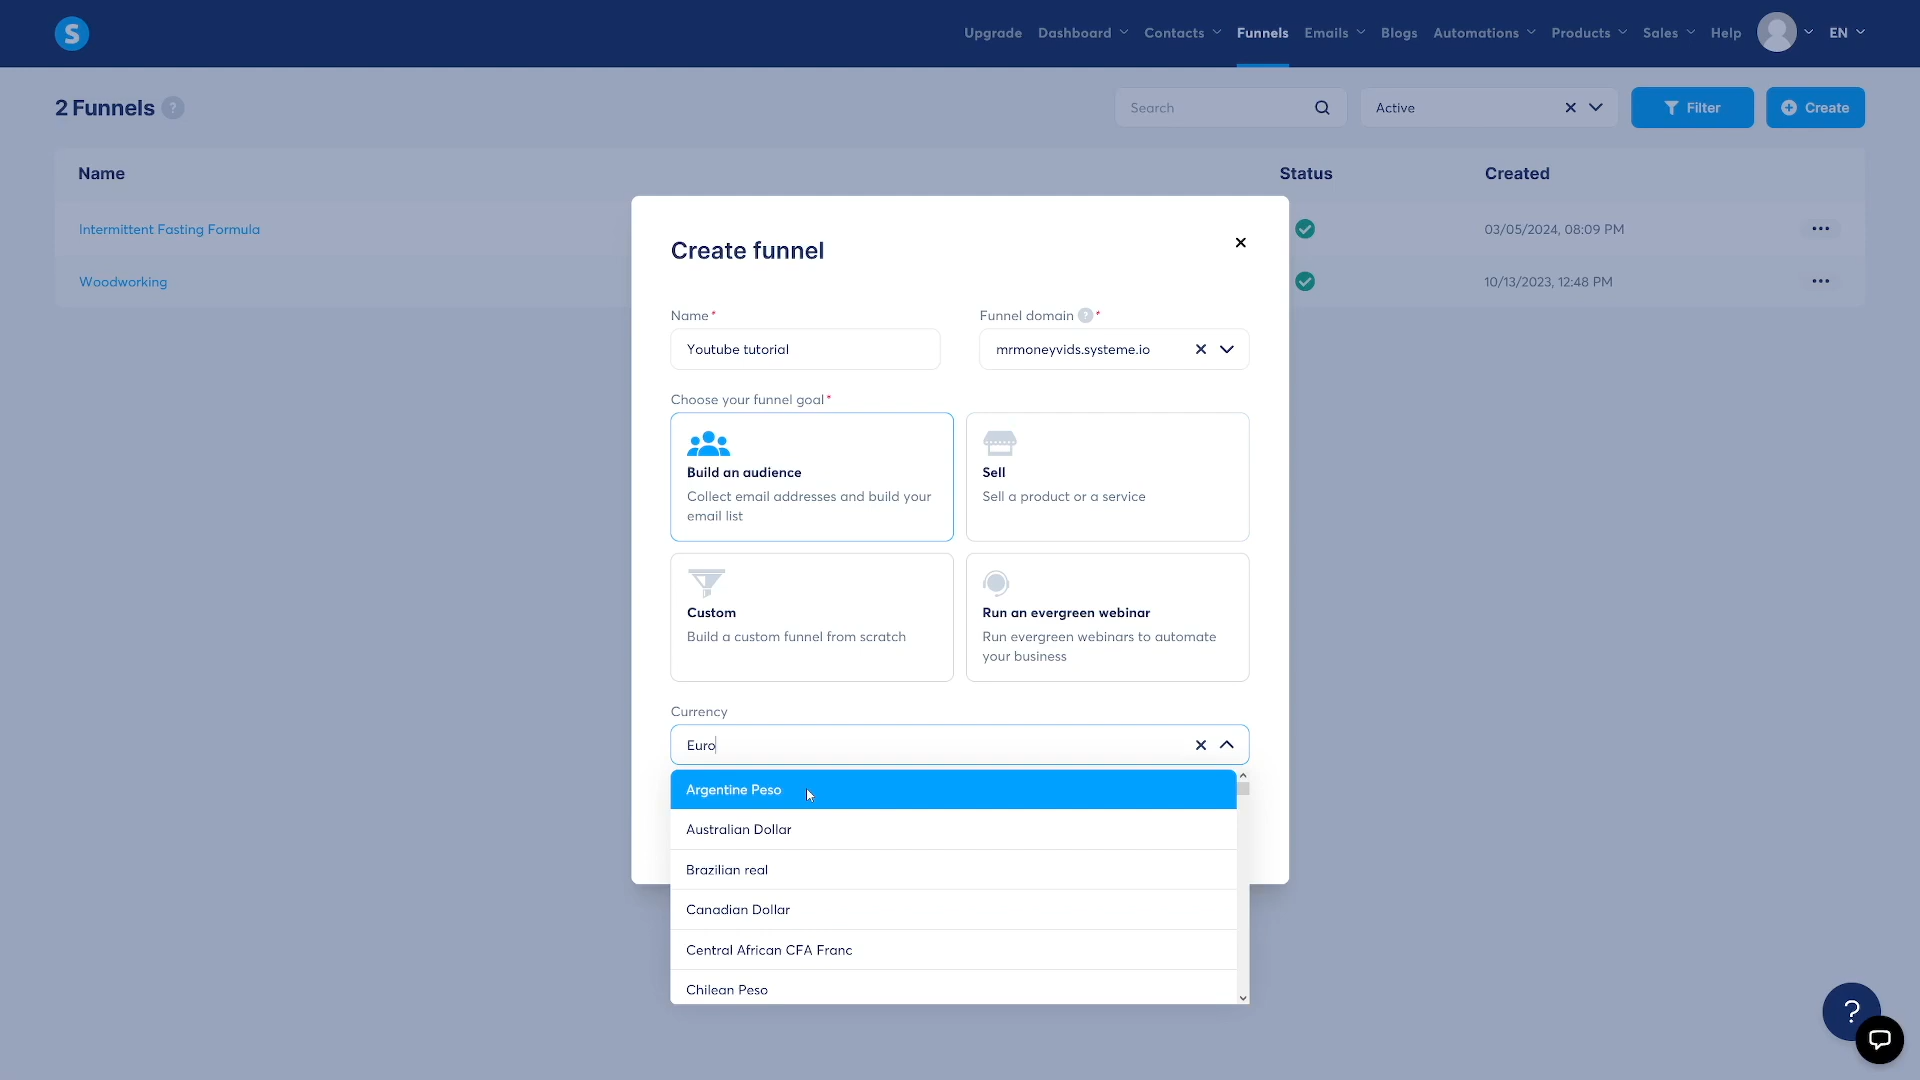 S
Upgrade Dashboard Contacts Funnels Emails Blogs Automations Products Sales Help EN
2 Funnels ?
Search
Active
Filter
Create
Name Status Created
Intermittent Fasting Formula 03/05/2024, 08:09 PM
Woodworking 10/13/2023, 12:48 PM
Create funnel
Name* Funnel domain ? *
Youtube tutorial mrmoneyvids.systeme.io
Choose your funnel goal*
Build an audience
Collect email addresses and build your
email list
Sell
Sell a product or a service
Custom
Build a custom funnel from scratch
Run an evergreen webinar
Run evergreen webinars to automate
your business
Currency
Euro
Argentine Peso
Australian Dollar
Brazilian real
Canadian Dollar
Central African CFA Franc
Chilean Peso
?